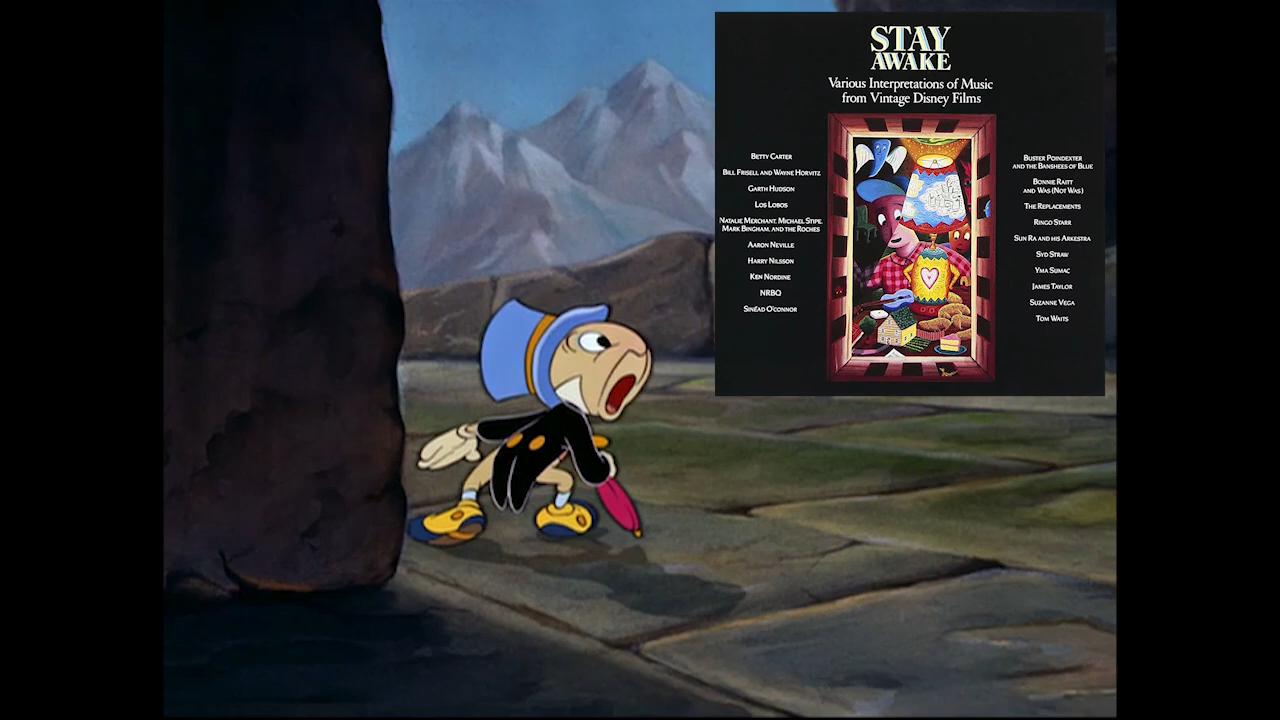 STAY
AWAKE
Various Interpretations of Music
from Vintage Disney Films
BETTY CARTER
BILL FRISELL AND WAYNE HORVITZ
GARTH HUDSON
LOS LOBOS
NATALIE MERCHANT, MICHAEL STIPE,
MARK BINGHAM, AND THE ROCHES
AARON NEVILLE
HARRY NILSSON
KEN NORDINE
NRBQ
SINÉAD O'CONNOR
BUSTER POINDEXTER
AND THE BANSHEES OF BLUE
BONNIE RAITT
AND WAS (NOT WAS)
THE REPLACEMENTS
RINGO STARR
SUN RA AND HIS ARKESTRA
SYD STRAW
YMA SUMAC
JAMES TAYLOR
SUZANNE VEGA
TOM WAITS